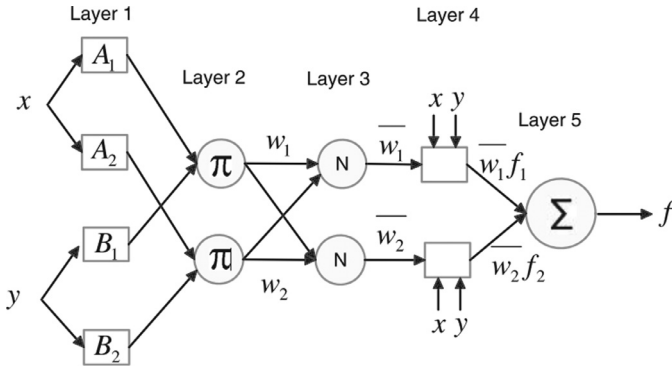 Layer 4
Layer 1
Layer 2
Layer 3
Layer 5
x
A₁
A₂
B₁
B₂
y
π
π
w₁
w₂
N
N
w̅₁
w̅₂
x y
x y
w̅₁f₁
w̅₂f₂
Σ
f